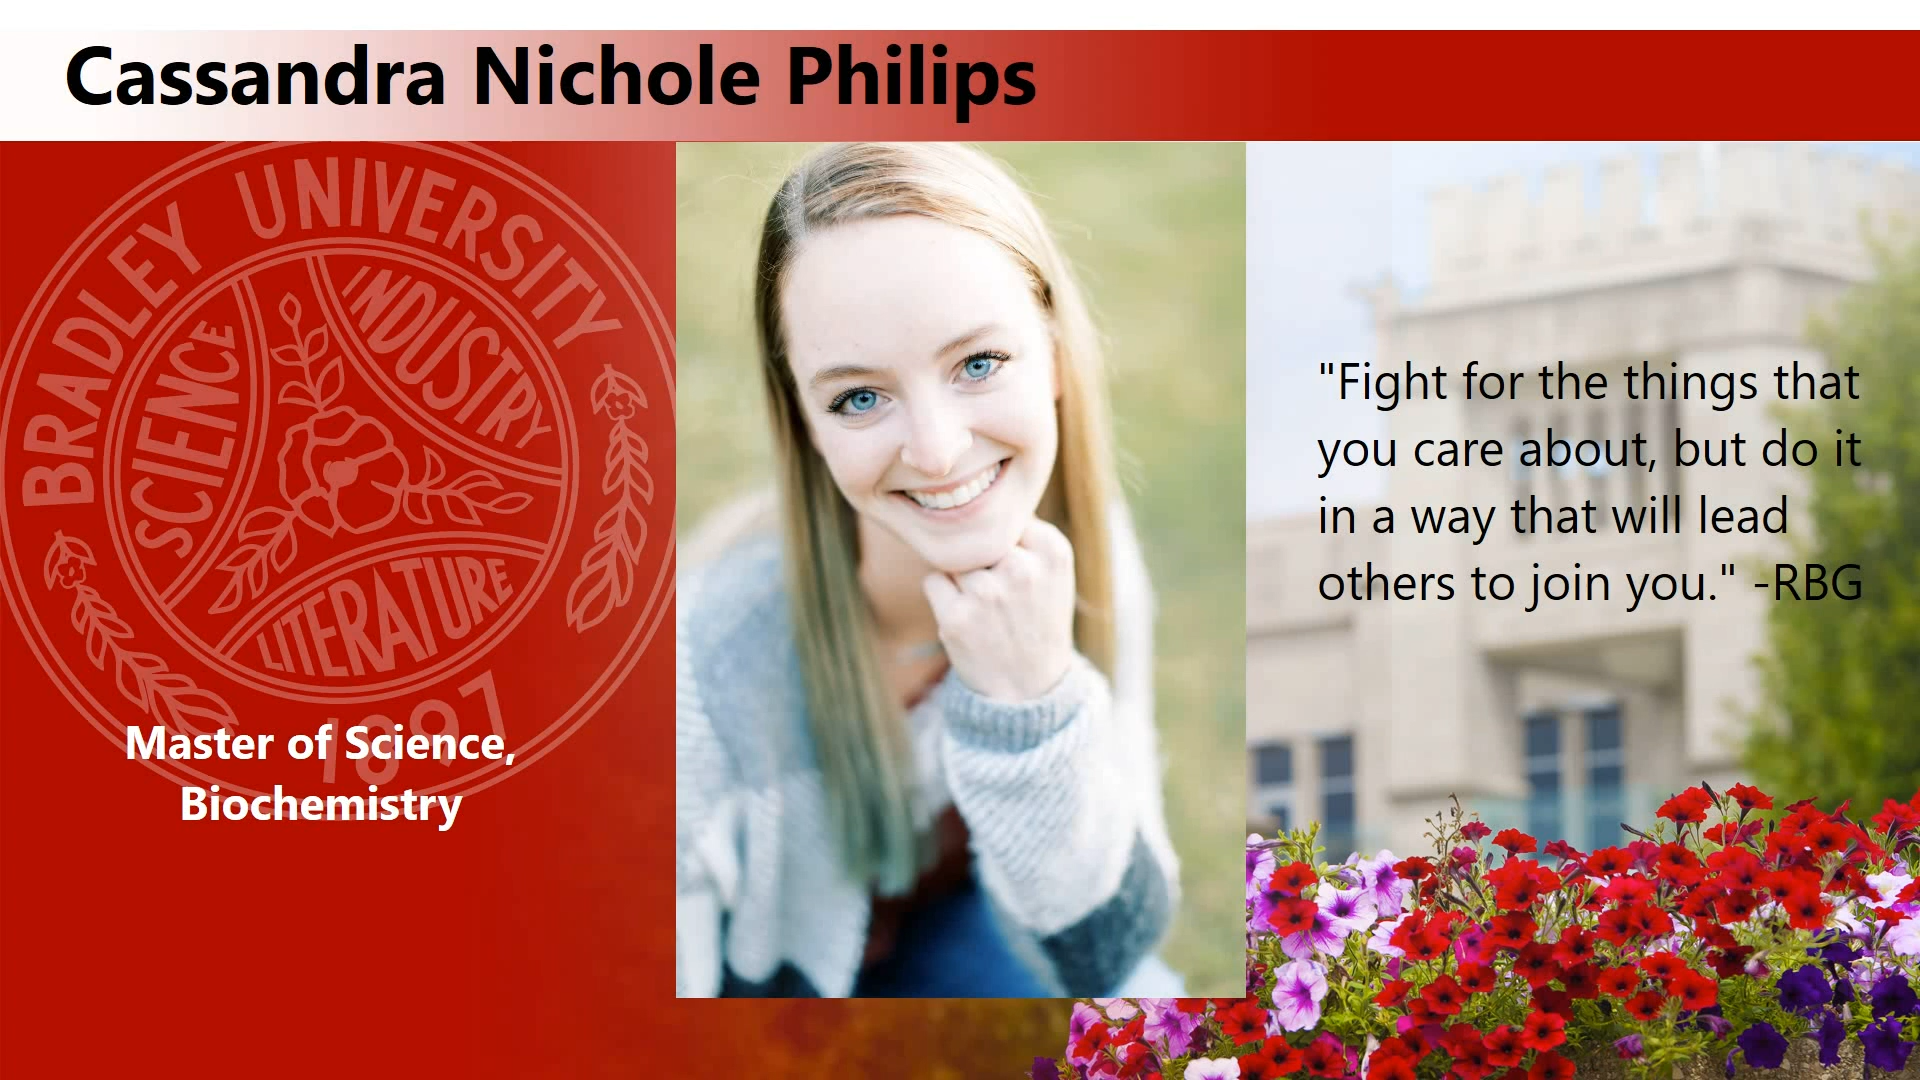 Cassandra Nichole Philips
BRADLEY UNIVERSITY
SCIENCE
INDUSTRY
LITERATURE
1897
Master of Science,
Biochemistry
"Fight for the things that
you care about, but do it
in a way that will lead
others to join you." -RBG